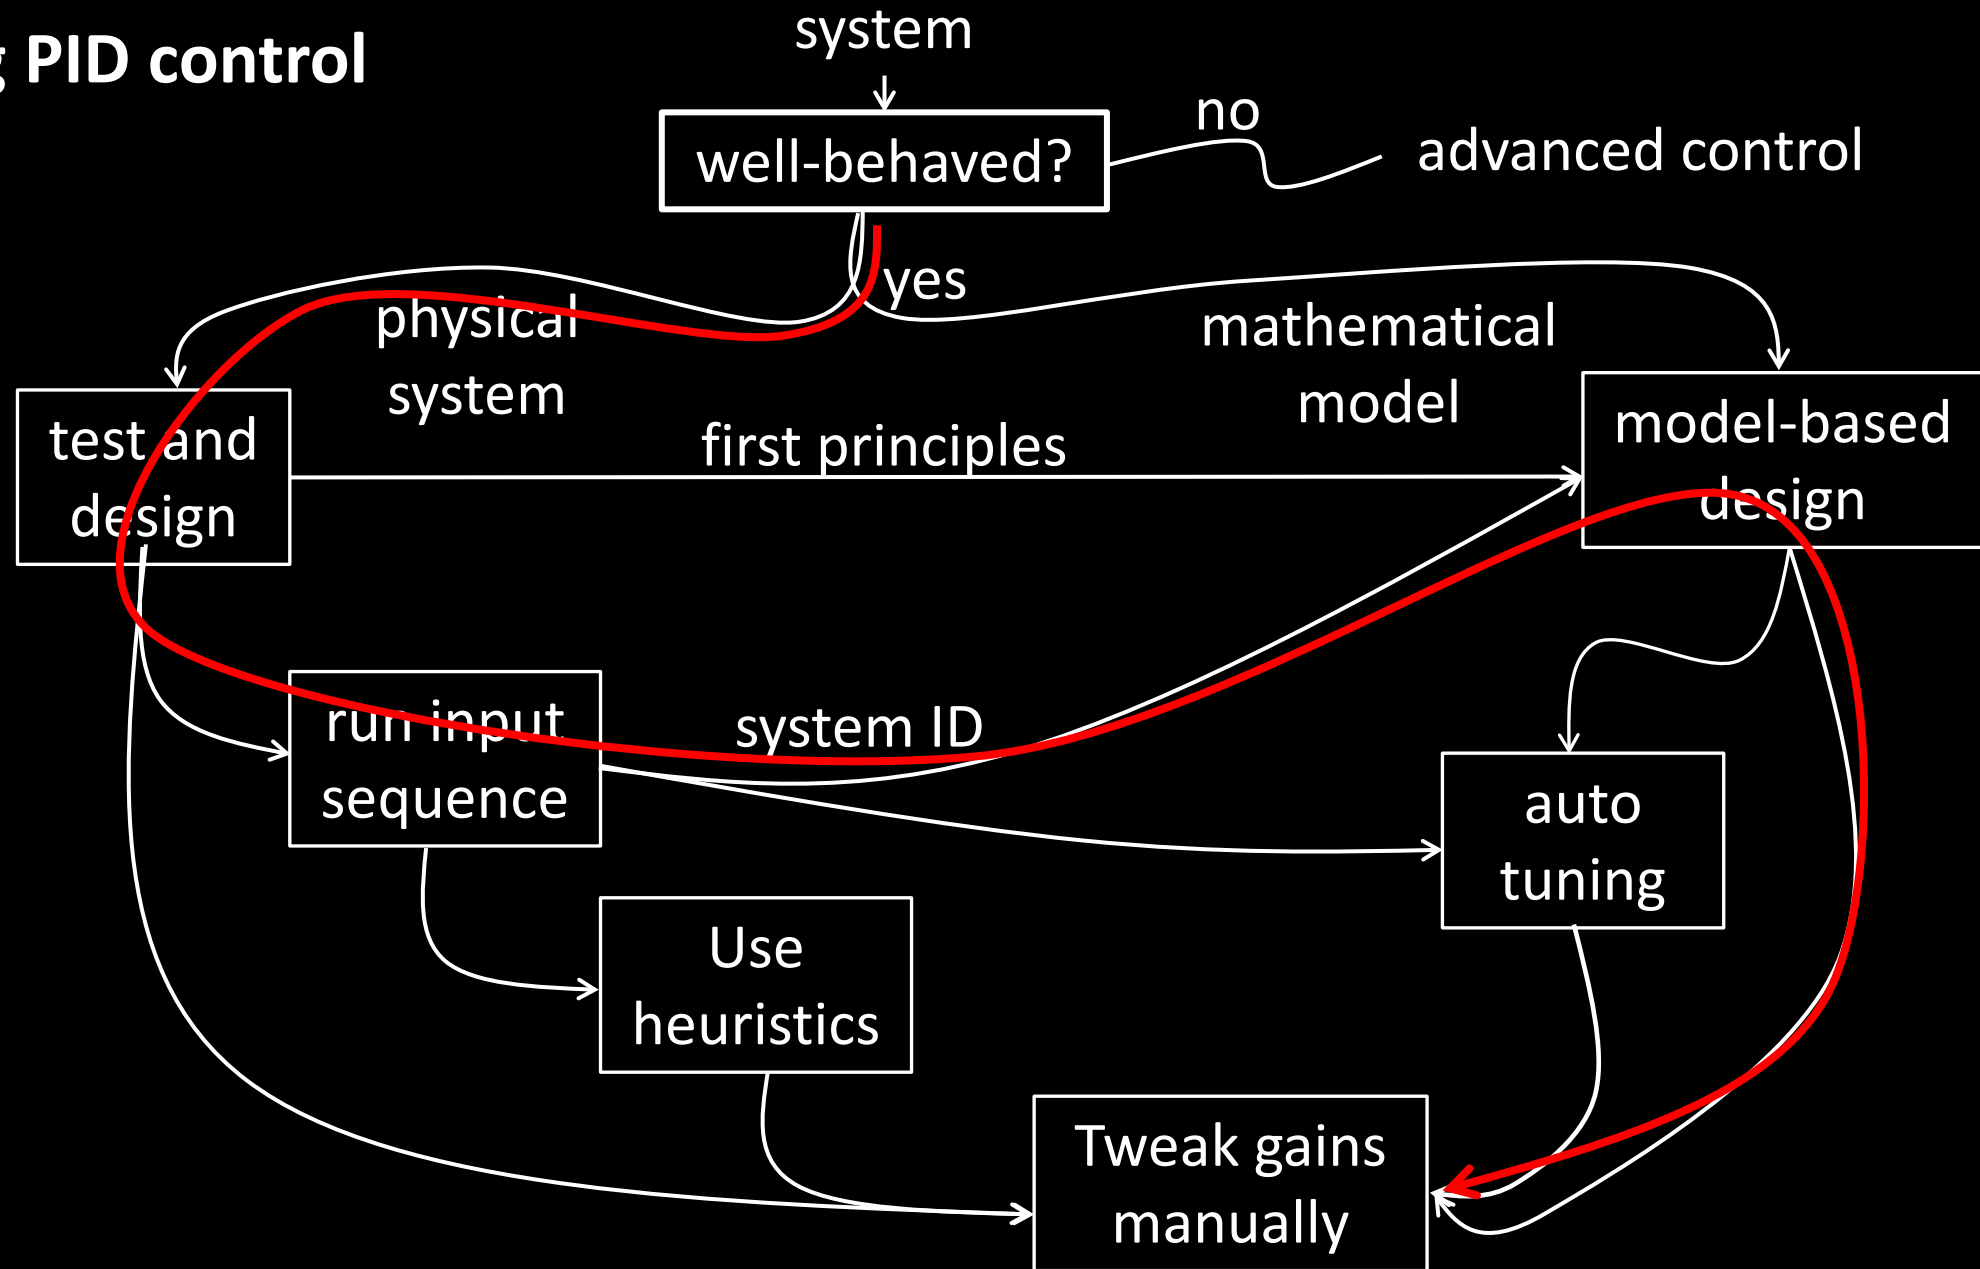 g PID control
system
well-behaved?
no
advanced control
yes
physical
system
mathematical
model
test and
design
first principles
model-based
design
run input
sequence
system ID
auto
tuning
Use
heuristics
Tweak gains
manually